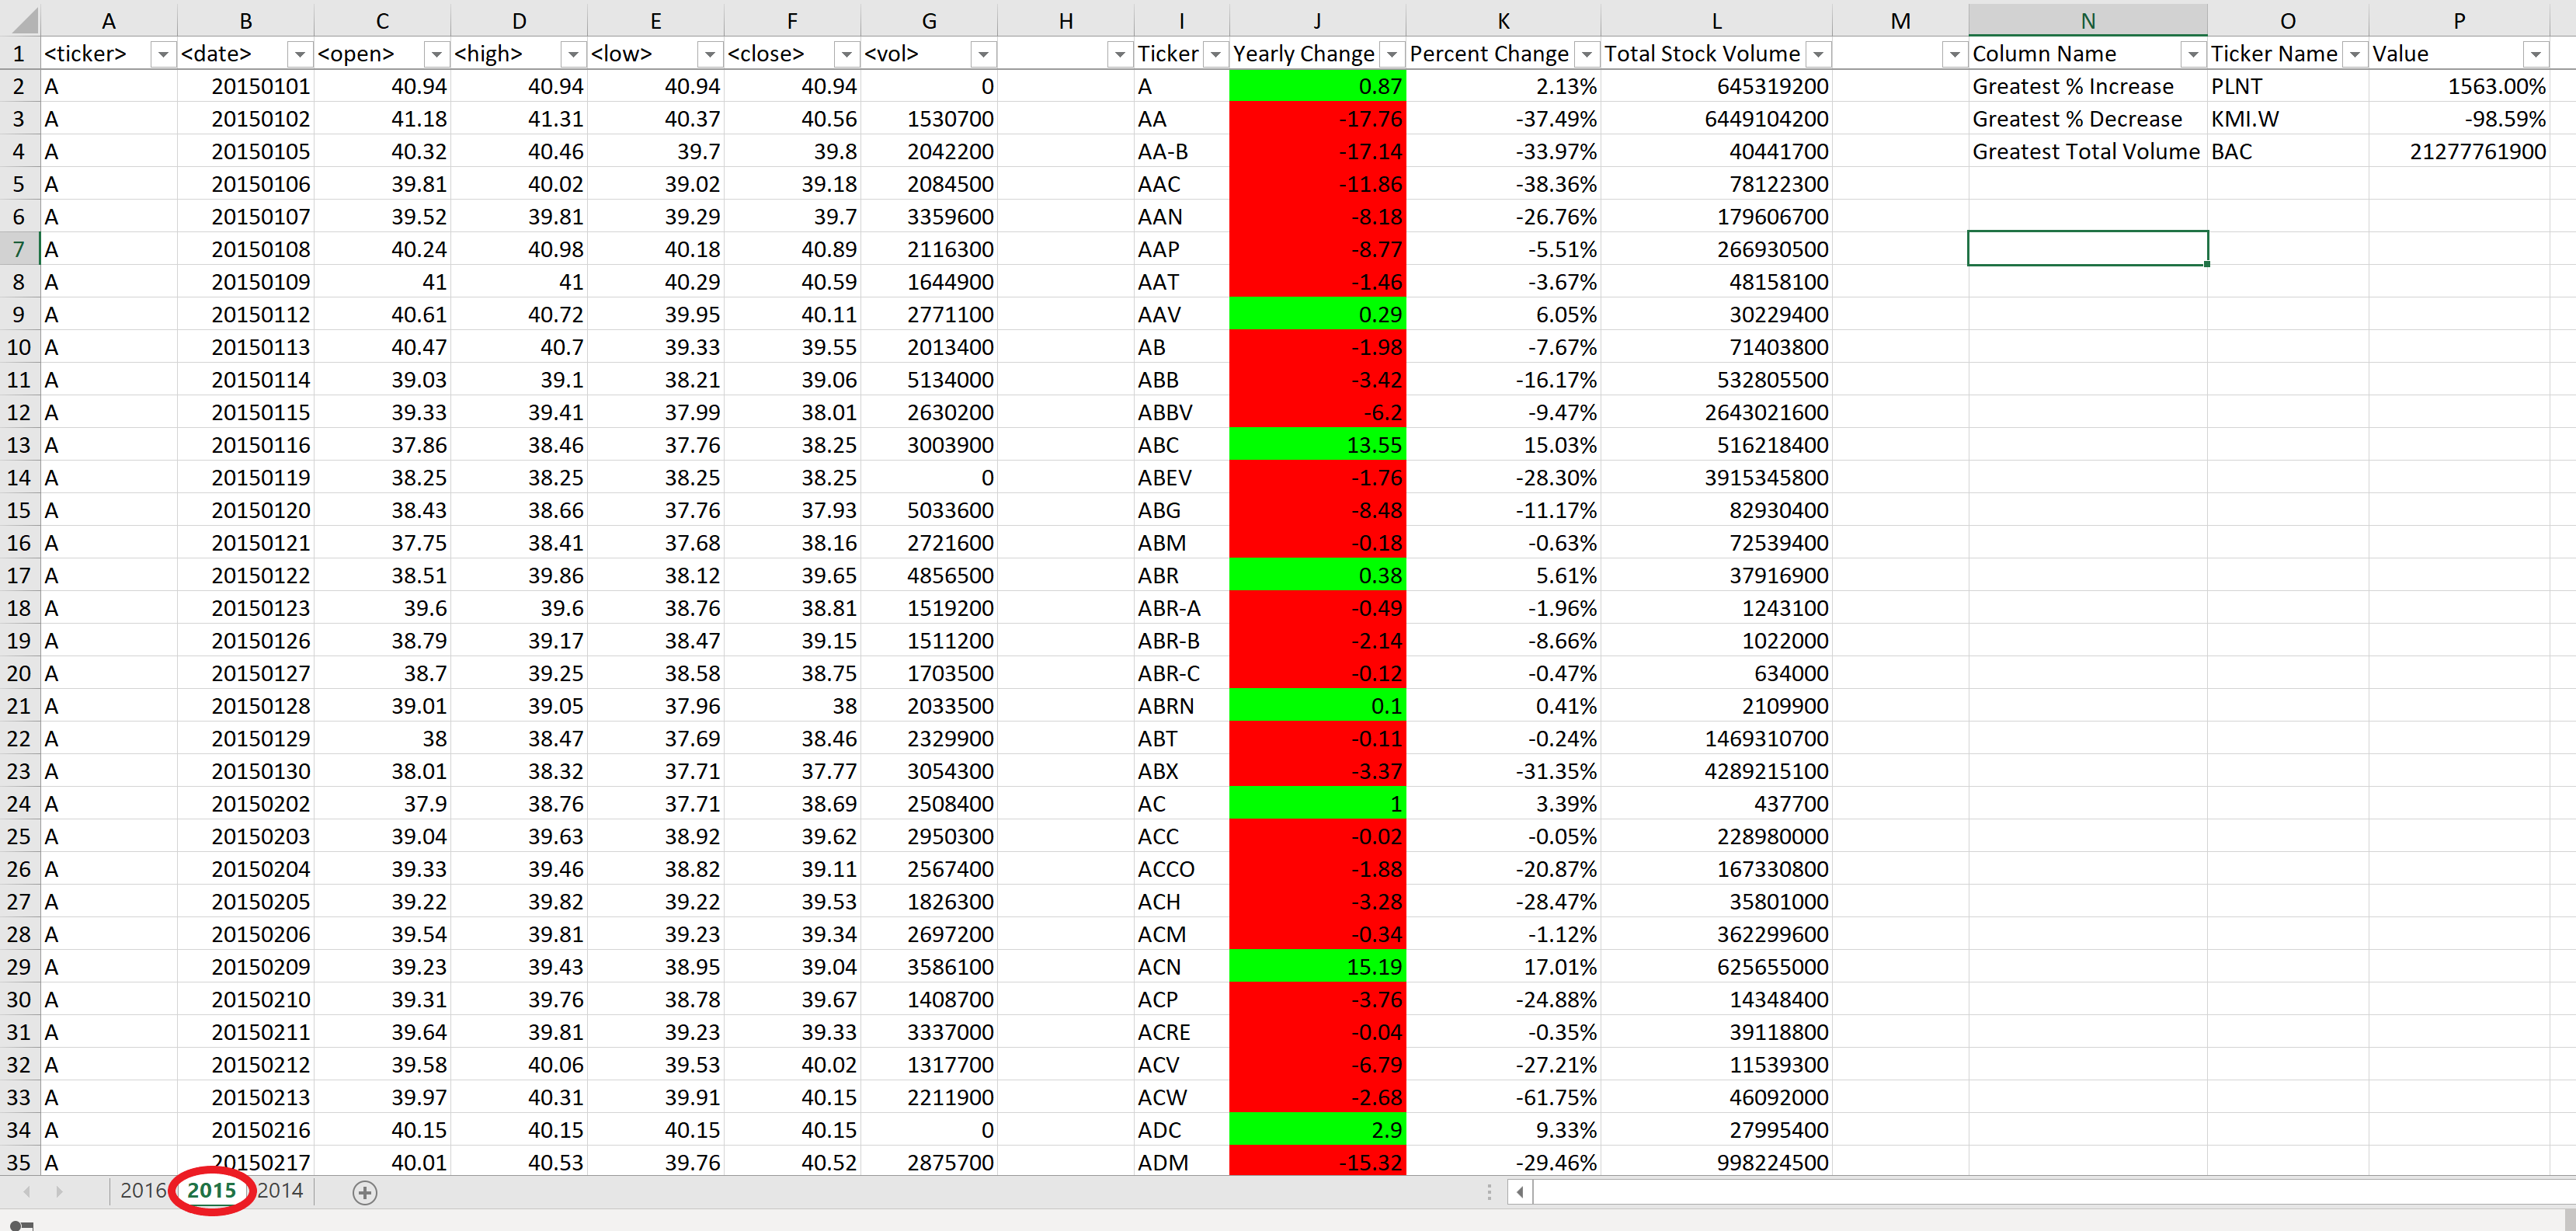 A B C D E F G H I J K L M N O P
1 <ticker> <date> <open> <high> <low> <close> <vol> Ticker Yearly Change Percent Change Total Stock Volume Column Name Ticker Name Value
2 A 20150101 40.94 40.94 40.94 40.94 0 A 0.87 2.13% 645319200 Greatest % Increase PLNT 1563.00%
3 A 20150102 41.18 41.31 40.37 40.56 1530700 AA -17.76 -37.49% 6449104200 Greatest % Decrease KMI.W -98.59%
4 A 20150105 40.32 40.46 39.7 39.8 2042200 AA-B -17.14 -33.97% 40441700 Greatest Total Volume BAC 21277761900
5 A 20150106 39.81 40.02 39.02 39.18 2084500 AAC -11.86 -38.36% 78122300
6 A 20150107 39.52 39.81 39.29 39.7 3359600 AAN -8.18 -26.76% 179606700
7 A 20150108 40.24 40.98 40.18 40.89 2116300 AAP -8.77 -5.51% 266930500
8 A 20150109 41 41 40.29 40.59 1644900 AAT -1.46 -3.67% 48158100
9 A 20150112 40.61 40.72 39.95 40.11 2771100 AAV 0.29 6.05% 30229400
10 A 20150113 40.47 40.7 39.33 39.55 2013400 AB -1.98 -7.67% 71403800
11 A 20150114 39.03 39.1 38.21 39.06 5134000 ABB -3.42 -16.17% 532805500
12 A 20150115 39.33 39.41 37.99 38.01 2630200 ABBV -6.2 -9.47% 2643021600
13 A 20150116 37.86 38.46 37.76 38.25 3003900 ABC 13.55 15.03% 516218400
14 A 20150119 38.25 38.25 38.25 38.25 0 ABEV -1.76 -28.30% 3915345800
15 A 20150120 38.43 38.66 37.76 37.93 5033600 ABG -8.48 -11.17% 82930400
16 A 20150121 37.75 38.41 37.68 38.16 2721600 ABM -0.18 -0.63% 72539400
17 A 20150122 38.51 39.86 38.12 39.65 4856500 ABR 0.38 5.61% 37916900
18 A 20150123 39.6 39.6 38.76 38.81 1519200 ABR-A -0.49 -1.96% 1243100
19 A 20150126 38.79 39.17 38.47 39.15 1511200 ABR-B -2.14 -8.66% 1022000
20 A 20150127 38.7 39.25 38.58 38.75 1703500 ABR-C -0.12 -0.47% 634000
21 A 20150128 39.01 39.05 37.96 38 2033500 ABRN 0.1 0.41% 2109900
22 A 20150129 38 38.47 37.69 38.46 2329900 ABT -0.11 -0.24% 1469310700
23 A 20150130 38.01 38.32 37.71 37.77 3054300 ABX -3.37 -31.35% 4289215100
24 A 20150202 37.9 38.76 37.71 38.69 2508400 AC 1 3.39% 437700
25 A 20150203 39.04 39.63 38.92 39.62 2950300 ACC -0.02 -0.05% 228980000
26 A 20150204 39.33 39.46 38.82 39.11 2567400 ACCO -1.88 -20.87% 167330800
27 A 20150205 39.22 39.82 39.22 39.53 1826300 ACH -3.28 -28.47% 35801000
28 A 20150206 39.54 39.81 39.23 39.34 2697200 ACM -0.34 -1.12% 362299600
29 A 20150209 39.23 39.43 38.95 39.04 3586100 ACN 15.19 17.01% 625655000
30 A 20150210 39.31 39.76 38.78 39.67 1408700 ACP -3.76 -24.88% 14348400
31 A 20150211 39.64 39.81 39.23 39.33 3337000 ACRE -0.04 -0.35% 39118800
32 A 20150212 39.58 40.06 39.53 40.02 1317700 ACV -6.79 -27.21% 11539300
33 A 20150213 39.97 40.31 39.91 40.15 2211900 ACW -2.68 -61.75% 46092000
34 A 20150216 40.15 40.15 40.15 40.15 0 ADC 2.9 9.33% 27995400
35 A 20150217 40.01 40.53 39.76 40.52 2875700 ADM -15.32 -29.46% 998224500
2016 2015 2014